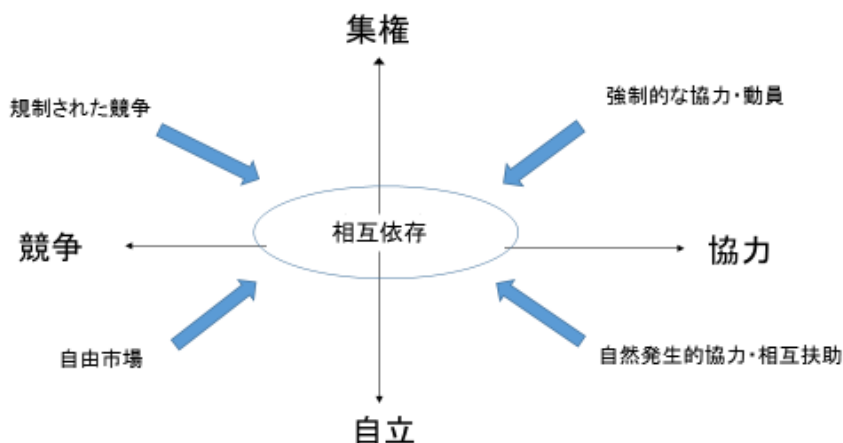 集権
規制された競争
強制的な協力・動員
相互依存
競争
協力
自由市場
自然発生的協力・相互扶助
自立